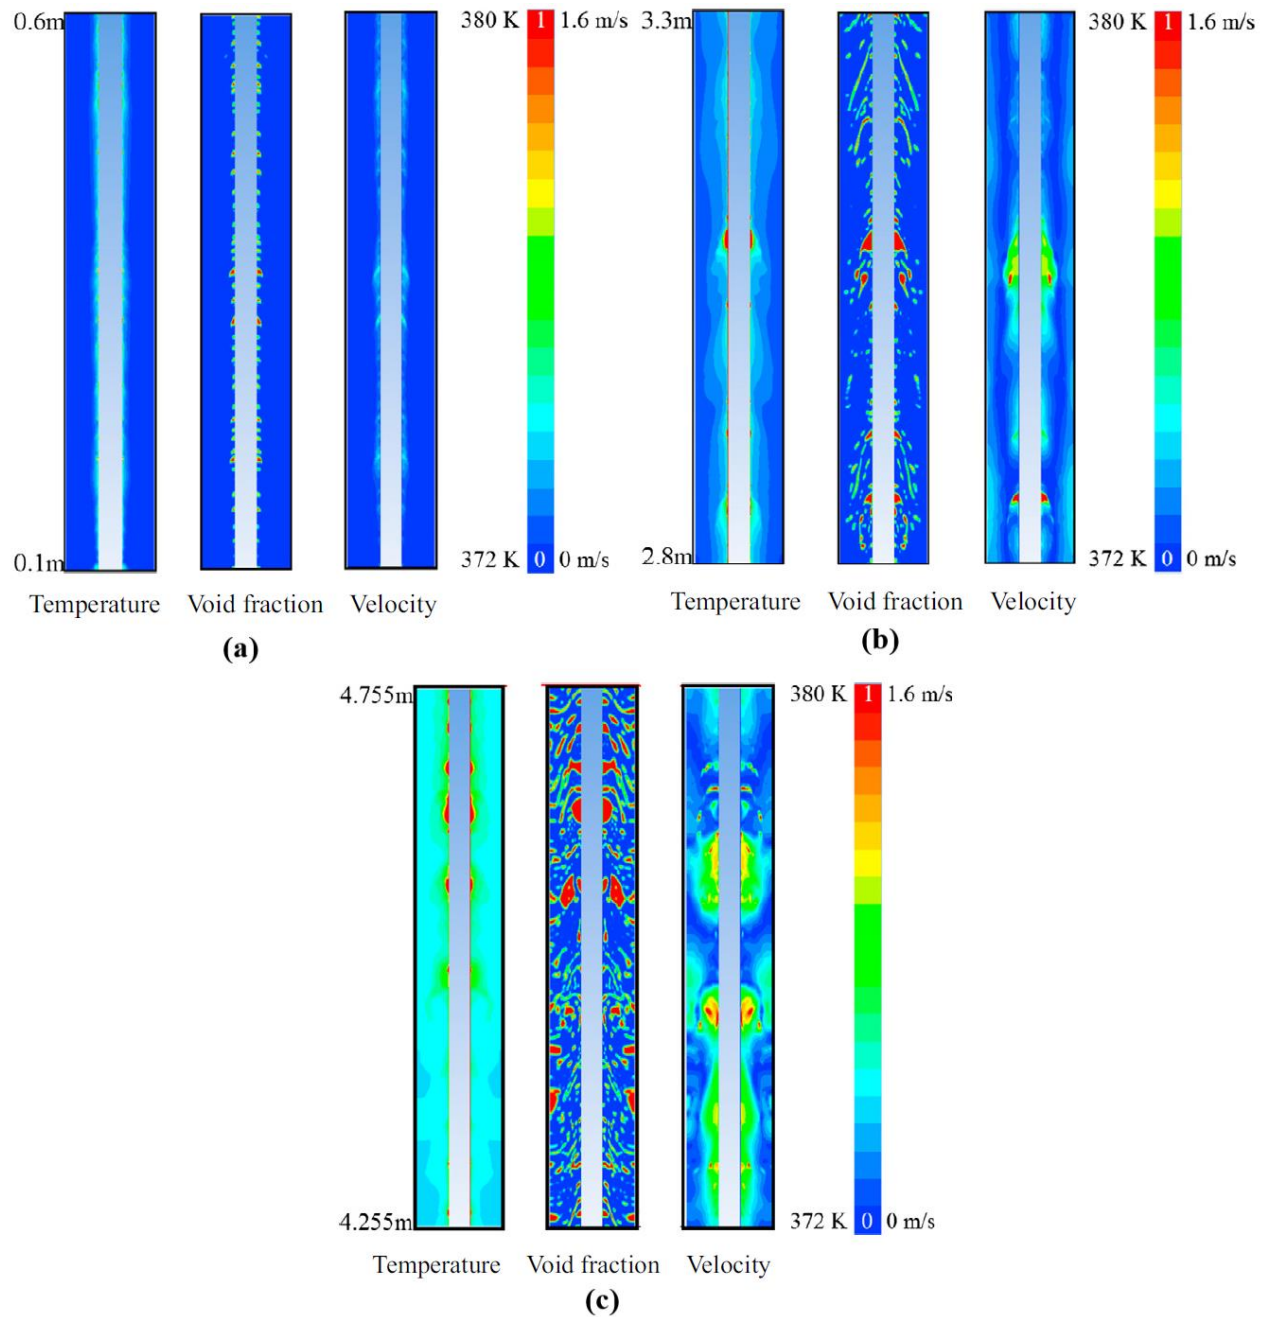 0.6m 380 K 1 1.6 m/s
0.1m 372 K 0 0 m/s
Temperature Void fraction Velocity
(a)
3.3m 380 K 1 1.6 m/s
2.8m 372 K 0 0 m/s
Temperature Void fraction Velocity
(b)
4.755m 380 K 1 1.6 m/s
4.255m 372 K 0 0 m/s
Temperature Void fraction Velocity
(c)